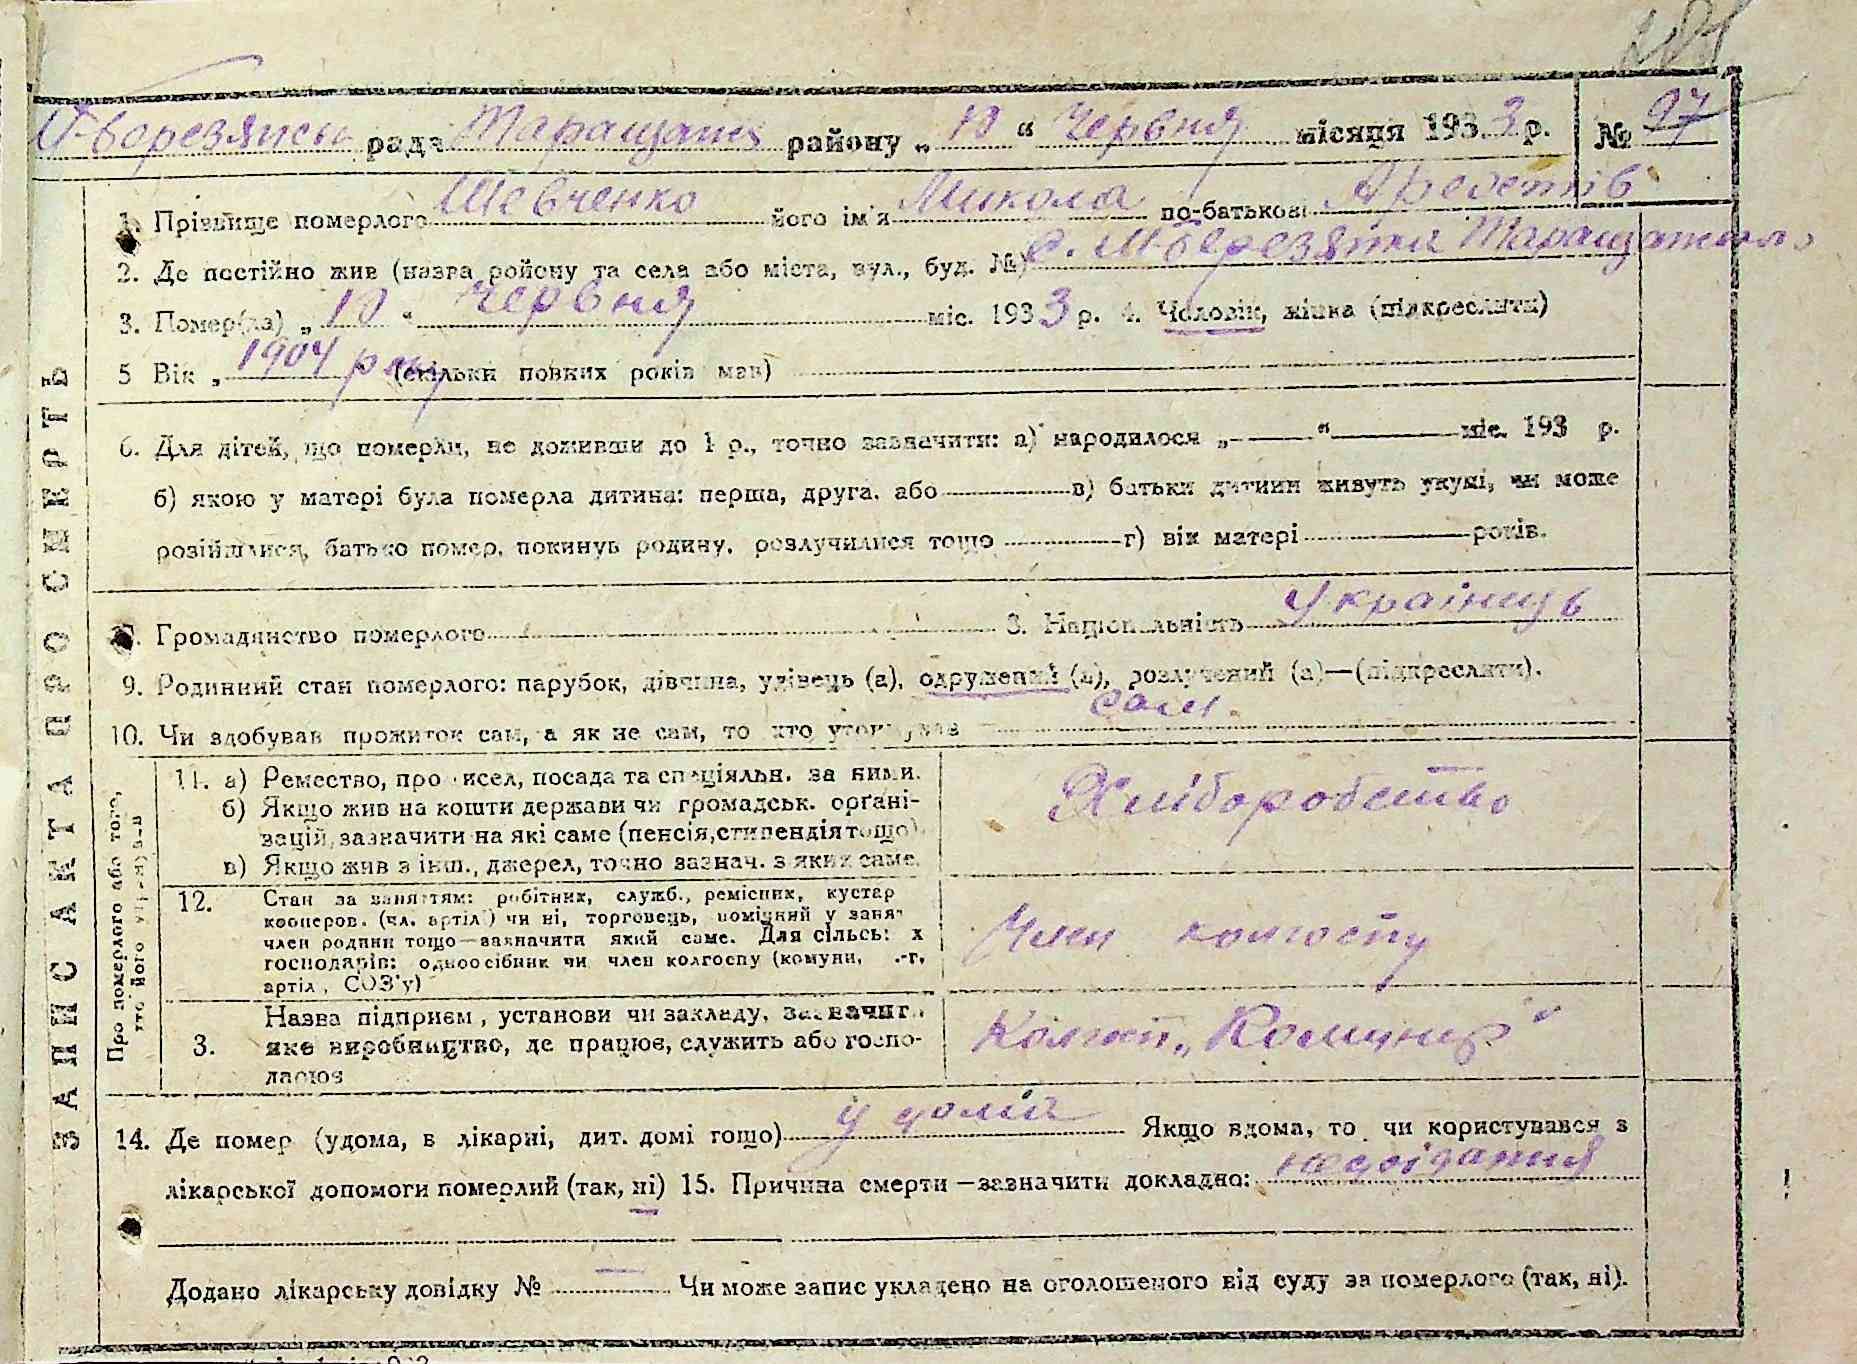 ЗАПИС АКТА ПРО СМЕРТЬ
рада Таращанськ району „10“ Червня місяця 1933 р. № 97
1. Прізвище померлого Шевченко його ім'я Микола по-батькові
2. Де постійно жив (назва ройону та села або міста, вул., буд. №) с. М-березянка
3. Помер(ла) „10“ Червня міс. 1933 р. 4. Чоловік, жінка (підкреслити)
5 Вік „1904 року (скільки повних років мав)
6. Для дітей, що померли, не доживши до 1 р., точно зазначити: а) народилося „—“ — міс. 193 р.
б) якою у матері була померла дитина: перша, друга, або — в) батьки дитини живуть укупі, чи може
розійшлися, батько помер, покинув родину, розлучилися тощо — г) вік матері — років.
7. Громадянство померлого 8. Національність Українець
9. Родинний стан померлого: парубок, дівчина, удівець (а), одружений (а), розлучений (а)—(підкреслити).
10. Чи здобував прожиток сам, а як не сам, то хто утримував сам.
Про померлого або того,
хто його утримував
11. а) Ремество, промисел, посада та спеціяльн. за ними.
б) Якщо жив на кошти держави чи громадськ. орґані-
зацій, зазначити на які саме (пенсія, стипендія тощо).
в) Якщо жив з інш., джерел, точно зазнач. з яких саме.
Хліборобство
12. Стан за заняттям: робітник, служб., ремісник, кустар
кооперов. (чл. артілі) чи ні, торговець, помічний у заня-
член родини тощо—зазначити який саме. Для сільсь: х
господарів: одноосібник чи член колгоспу (комуни, .-г.
артіл, СОЗ'у)
Член колгоспу
3. Назва підприєм, установи чи закладу, зазначит
яке виробництво, де працює, служить або госпо-
дарює
Колгосп „Комунар“
14. Де помер (удома, в лікарні, дит. домі тощо) у дома Якщо вдома, то чи користувався з
лікарської допомоги померлий (так, ні) 15. Причина смерти—зазначити докладно: недоїдання
Додано лікарську довідку № — Чи може запис укладено на оголошеного від суду за померлого (так, ні).